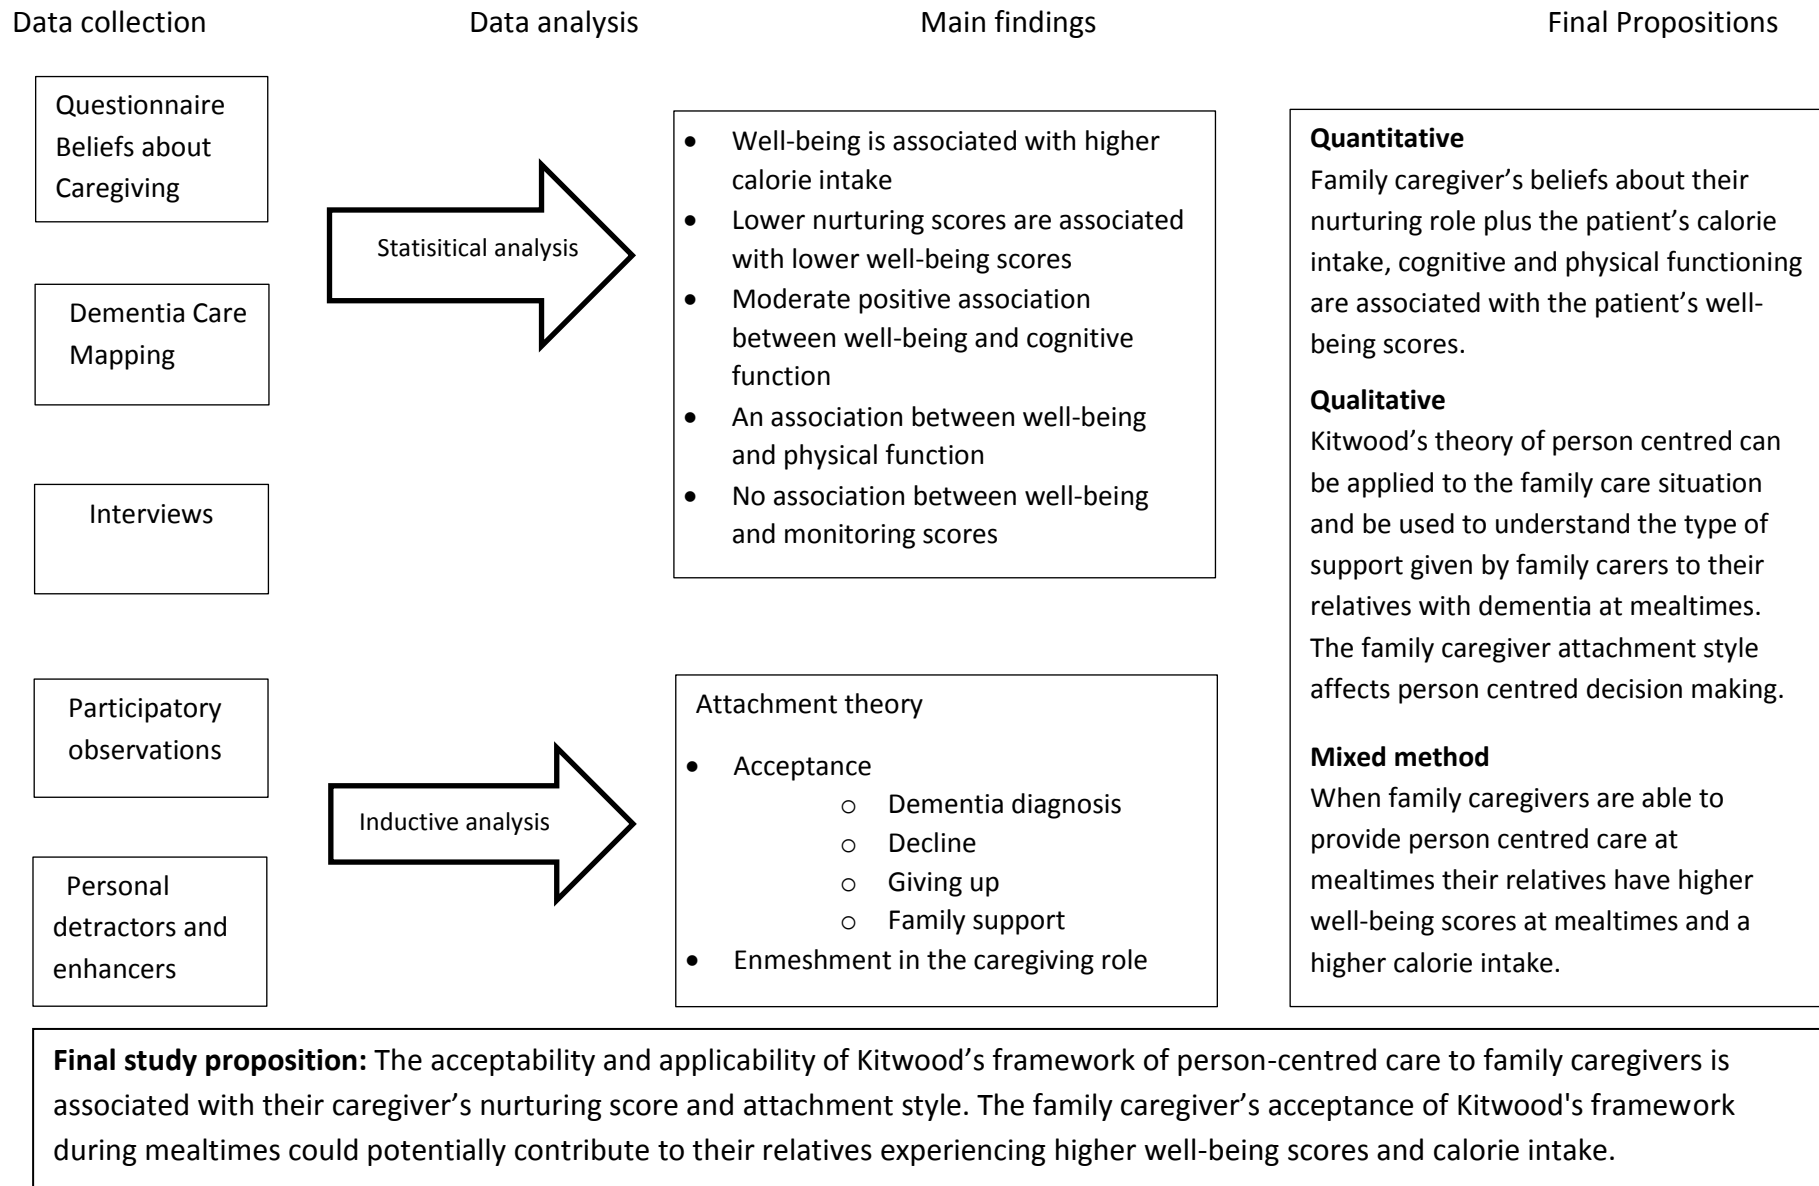 Data collection
Data analysis
Main findings
Final Propositions
Questionnaire
Beliefs about
Caregiving
Dementia Care
Mapping
Interviews
Participatory
observations
Personal
detractors and
enhancers
Statisitical analysis
Inductive analysis
• Well-being is associated with higher
calorie intake
• Lower nurturing scores are associated
with lower well-being scores
• Moderate positive association
between well-being and cognitive
function
• An association between well-being
and physical function
• No association between well-being
and monitoring scores
Attachment theory
• Acceptance
o Dementia diagnosis
o Decline
o Giving up
o Family support
• Enmeshment in the caregiving role
Quantitative
Family caregiver’s beliefs about their
nurturing role plus the patient’s calorie
intake, cognitive and physical functioning
are associated with the patient’s well-
being scores.
Qualitative
Kitwood’s theory of person centred can
be applied to the family care situation
and be used to understand the type of
support given by family carers to their
relatives with dementia at mealtimes.
The family caregiver attachment style
affects person centred decision making.
Mixed method
When family caregivers are able to
provide person centred care at
mealtimes their relatives have higher
well-being scores at mealtimes and a
higher calorie intake.
Final study proposition: The acceptability and applicability of Kitwood’s framework of person-centred care to family caregivers is
associated with their caregiver’s nurturing score and attachment style. The family caregiver’s acceptance of Kitwood's framework
during mealtimes could potentially contribute to their relatives experiencing higher well-being scores and calorie intake.